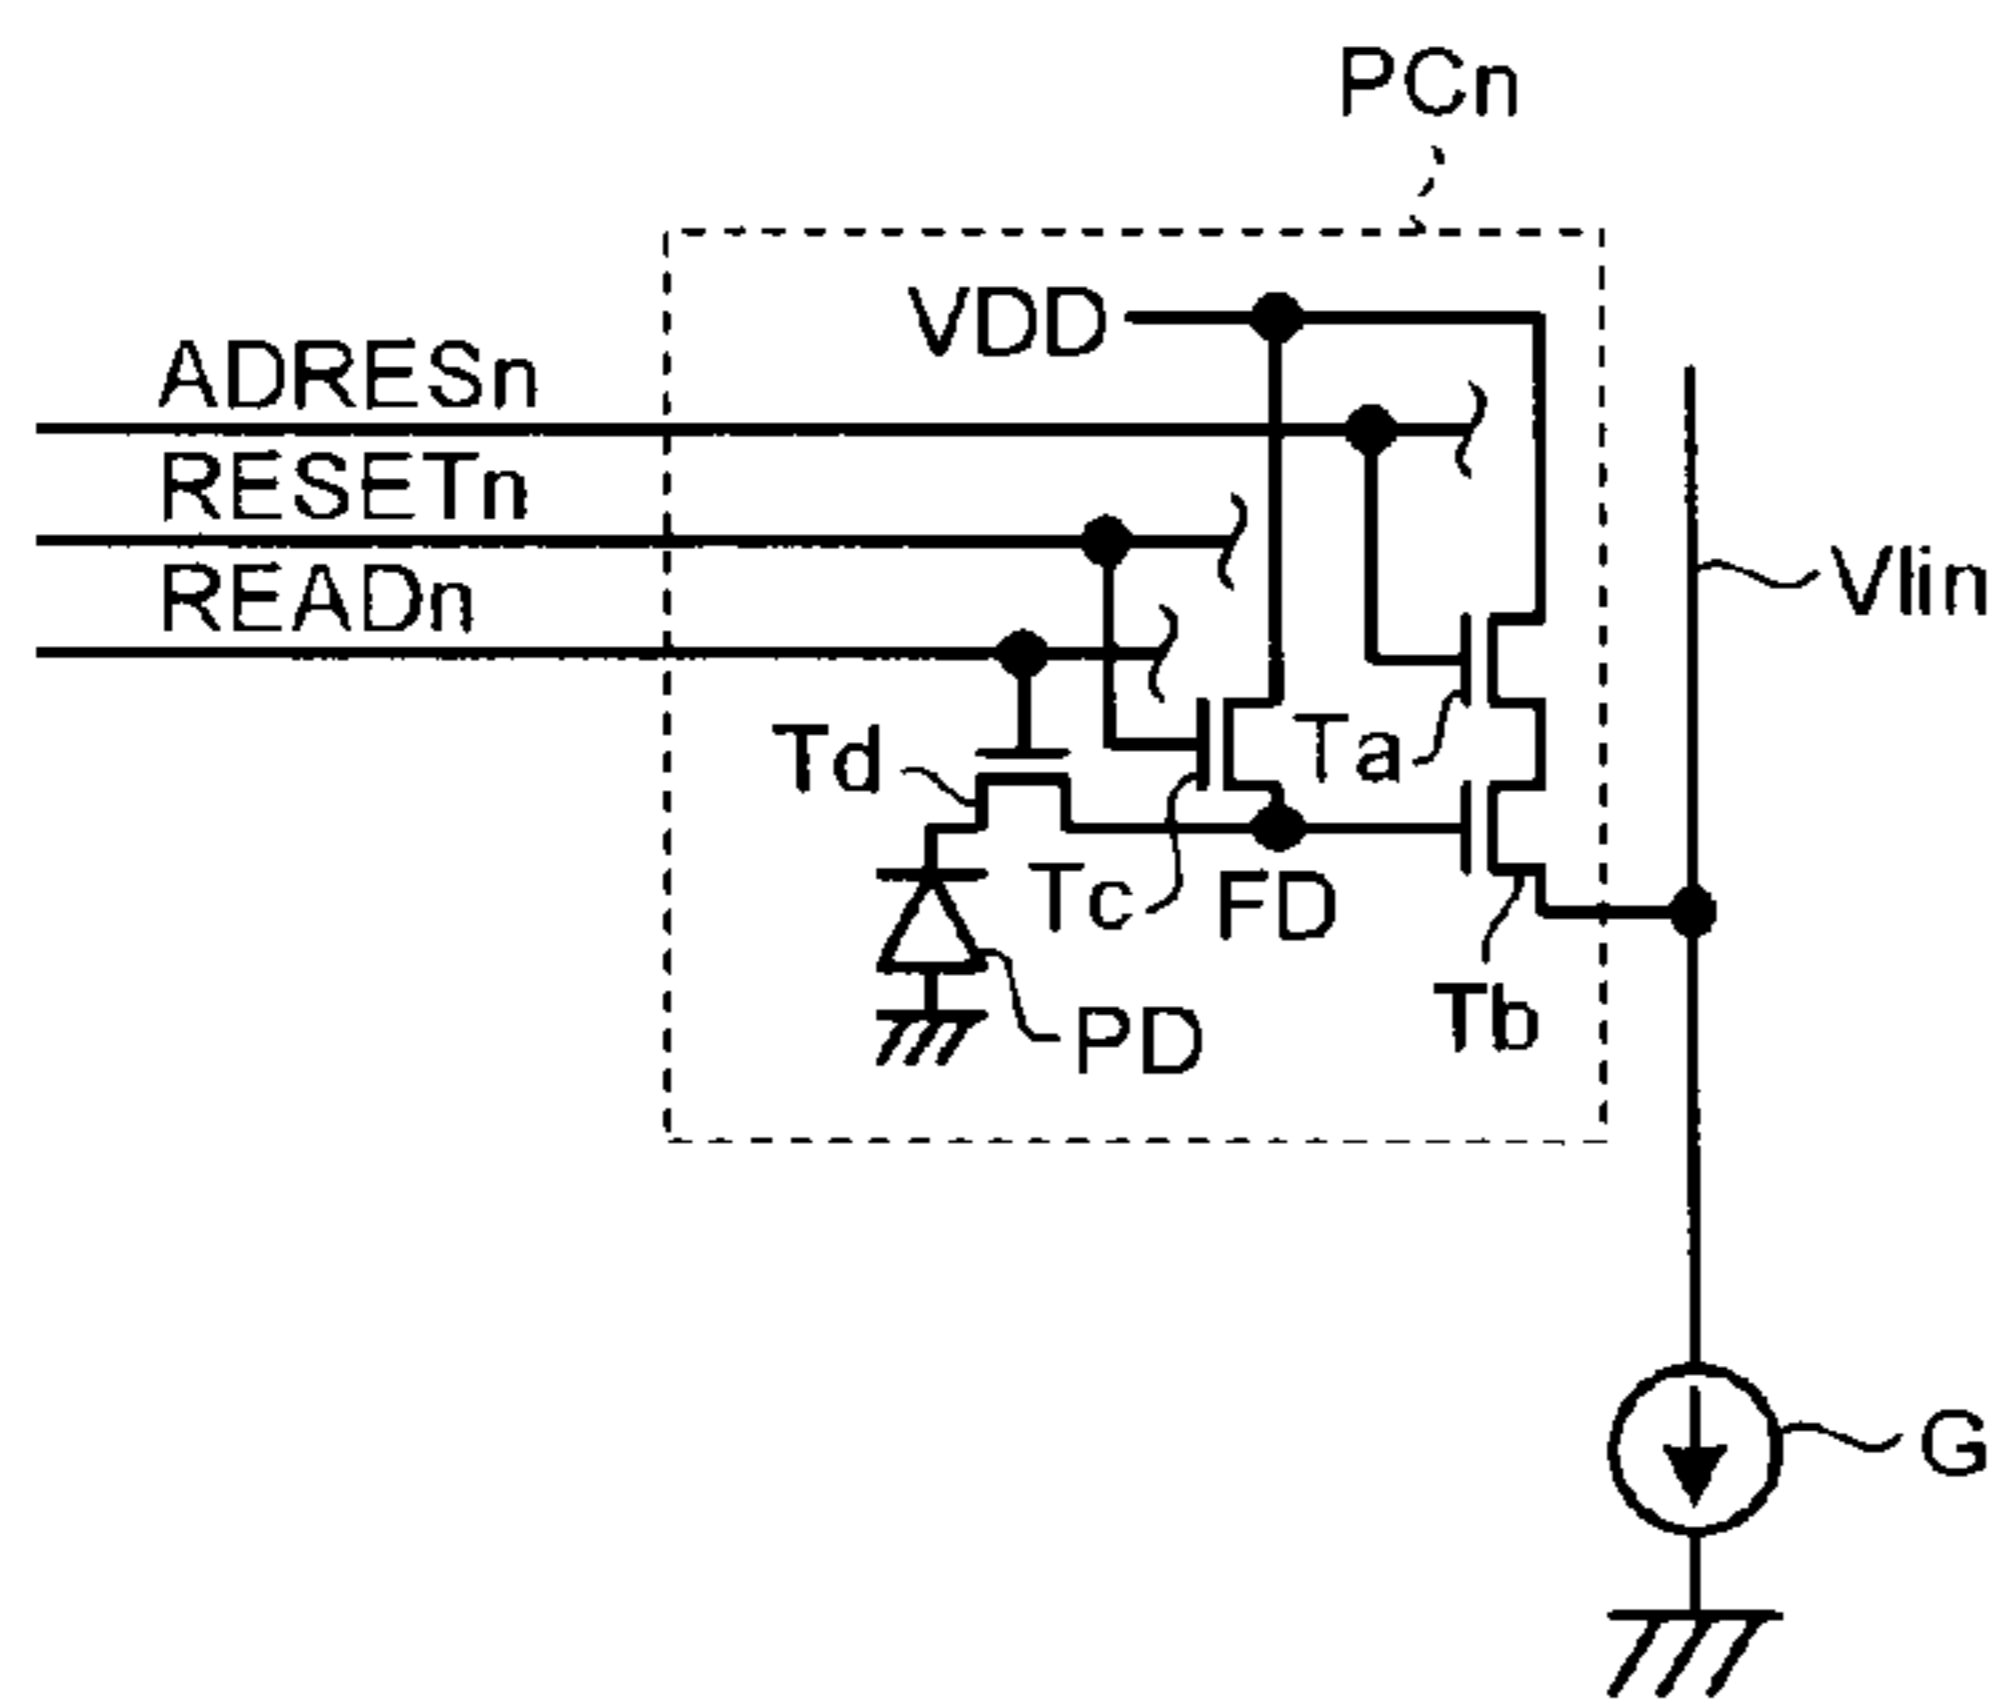 PCn
VDD
ADRESn
RESETn
READn
Vlin
Td
Ta
Tc
FD
Tb
PD
G